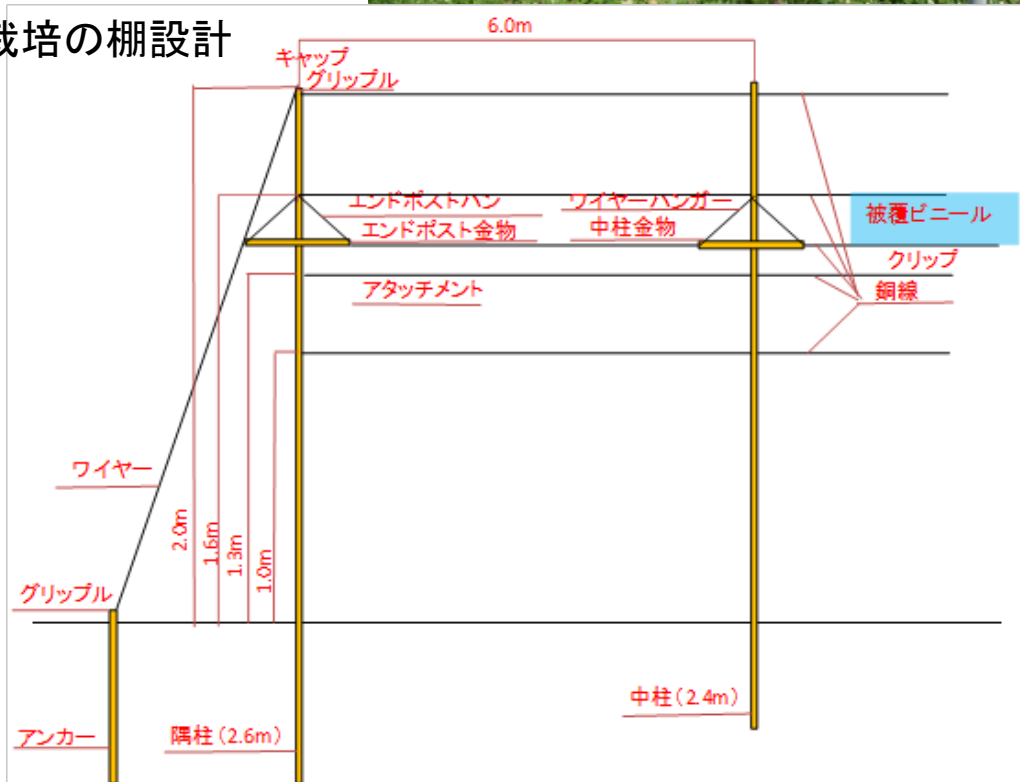 栽培の棚設計
6.0m
キャップ
グリップル
エンドポストハン
ワイヤーハンガー
被覆ビニール
エンドポスト金物
中柱金物
クリップ
アタッチメント
銅線
ワイヤー
2.0m
1.6m
1.3m
1.0m
グリップル
中柱(2.4m)
アンカー
隅柱(2.6m)